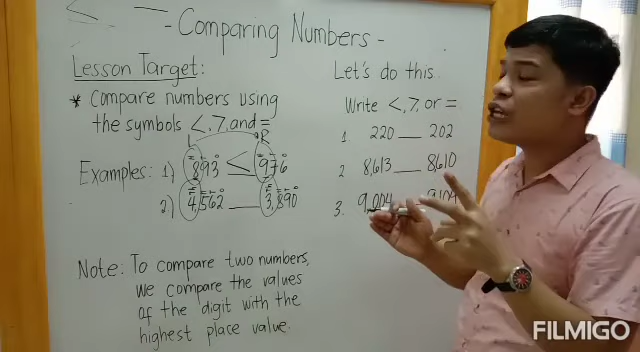 - Comparing Numbers -
Lesson Target:
* Compare numbers using
the symbols <, >, and =
L R
Examples: 1) 893 < 976
2) 4,562 ___ 3,890
Note: To compare two numbers,
we compare the values
of the digit with the
highest place value.
Let's do this.
Write <, >, or =
1 220 ___ 202
2 8,613 ___ 8610
3. 9,004
FILMIGO